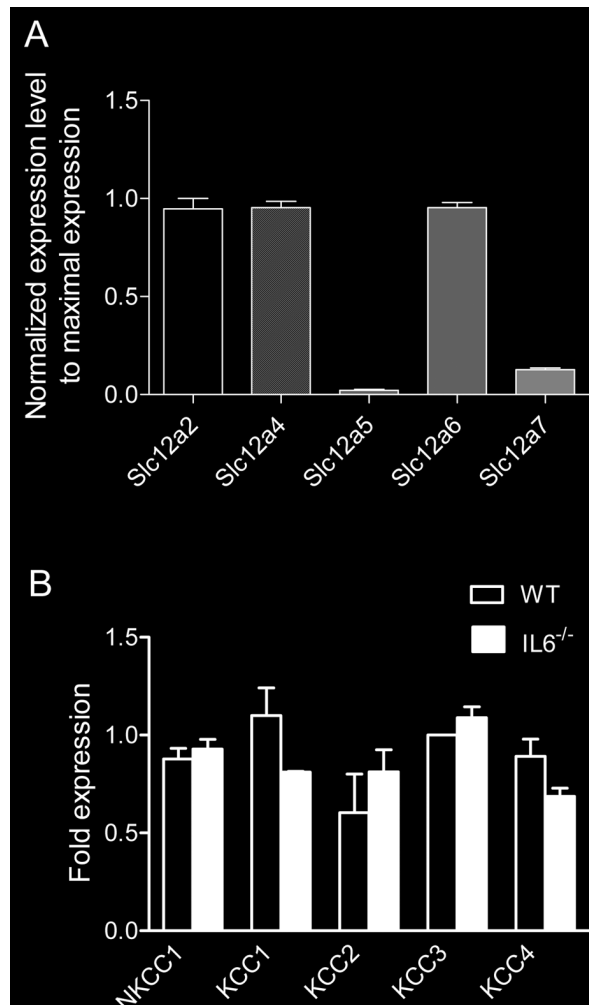 A
Normalized expression level
to maximal expression
1.5
1.0
0.5
0.0
Slc12a2
Slc12a4
Slc12a5
Slc12a6
Slc12a7
B
WT
IL6-/-
Fold expression
1.5
1.0
0.5
0.0
NKCC1
KCC1
KCC2
KCC3
KCC4